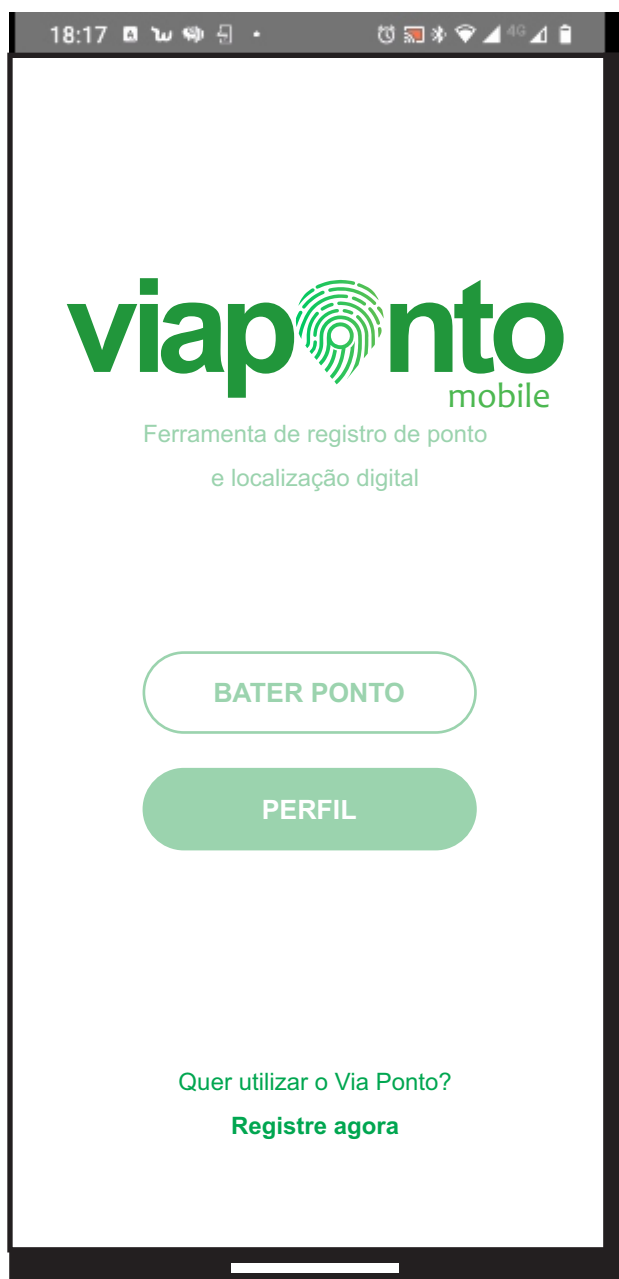 18:17
4G
viaponto
mobile
Ferramenta de registro de ponto
e localização digital
BATER PONTO
PERFIL
Quer utilizar o Via Ponto?
Registre agora